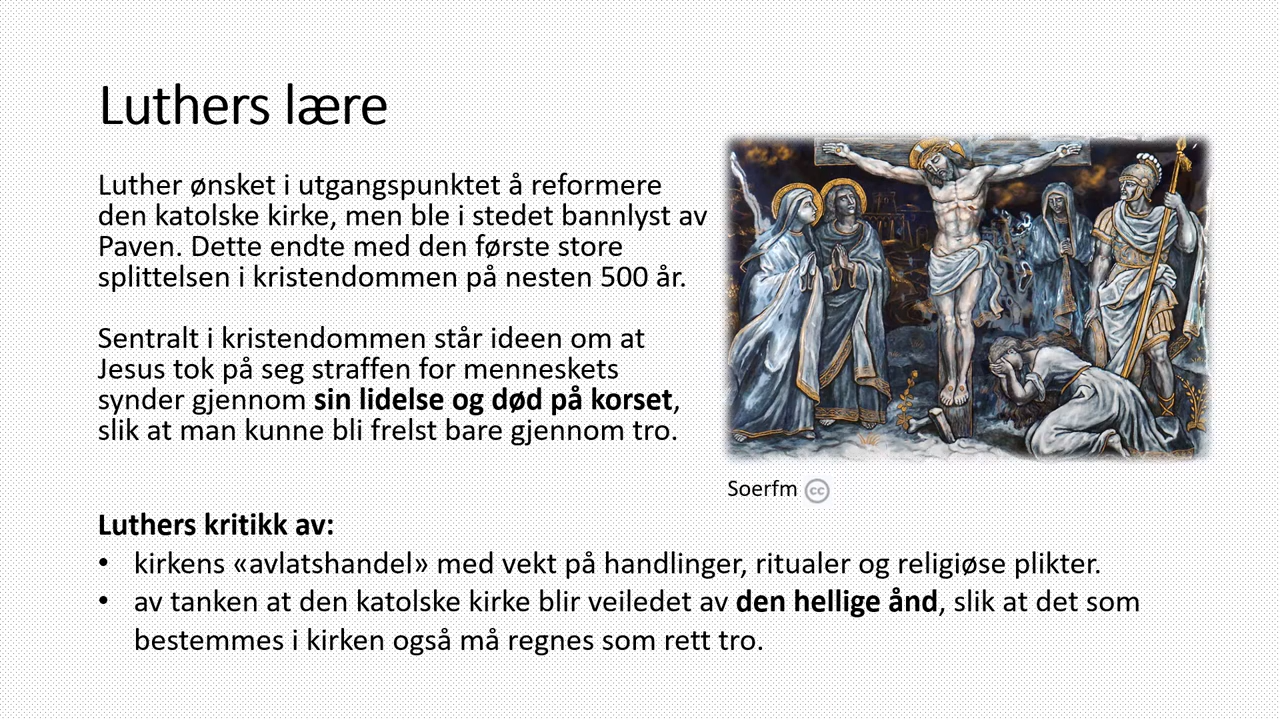 Luthers lære
Luther ønsket i utgangspunktet å reformere
den katolske kirke, men ble i stedet bannlyst av
Paven. Dette endte med den første store
splittelsen i kristendommen på nesten 500 år.
Sentralt i kristendommen står ideen om at
Jesus tok på seg straffen for menneskets
synder gjennom sin lidelse og død på korset,
slik at man kunne bli frelst bare gjennom tro.
Soerfm cc
Luthers kritikk av:
• kirkens «avlatshandel» med vekt på handlinger, ritualer og religiøse plikter.
• av tanken at den katolske kirke blir veiledet av den hellige ånd, slik at det som
bestemmes i kirken også må regnes som rett tro.